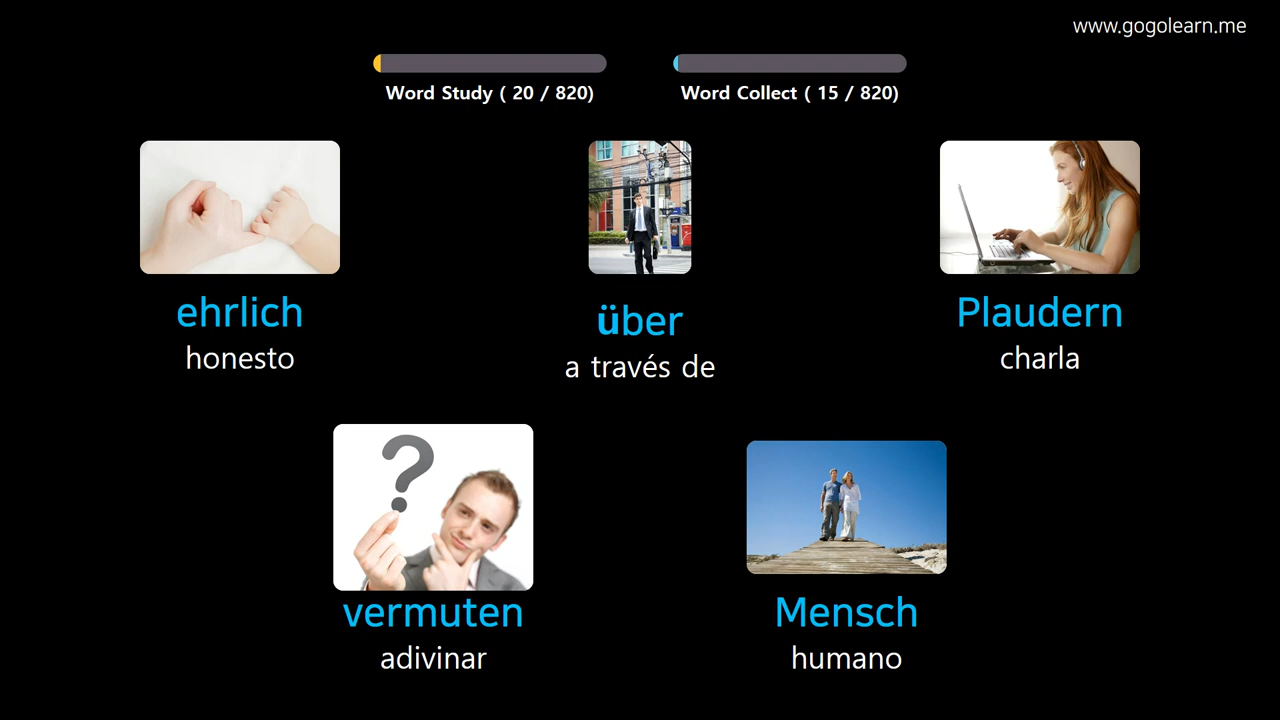 www.gogolearn.me
Word Study ( 20 / 820)
Word Collect ( 15 / 820)
ehrlich
honesto
über
a través de
Plaudern
charla
?
vermuten
adivinar
Mensch
humano